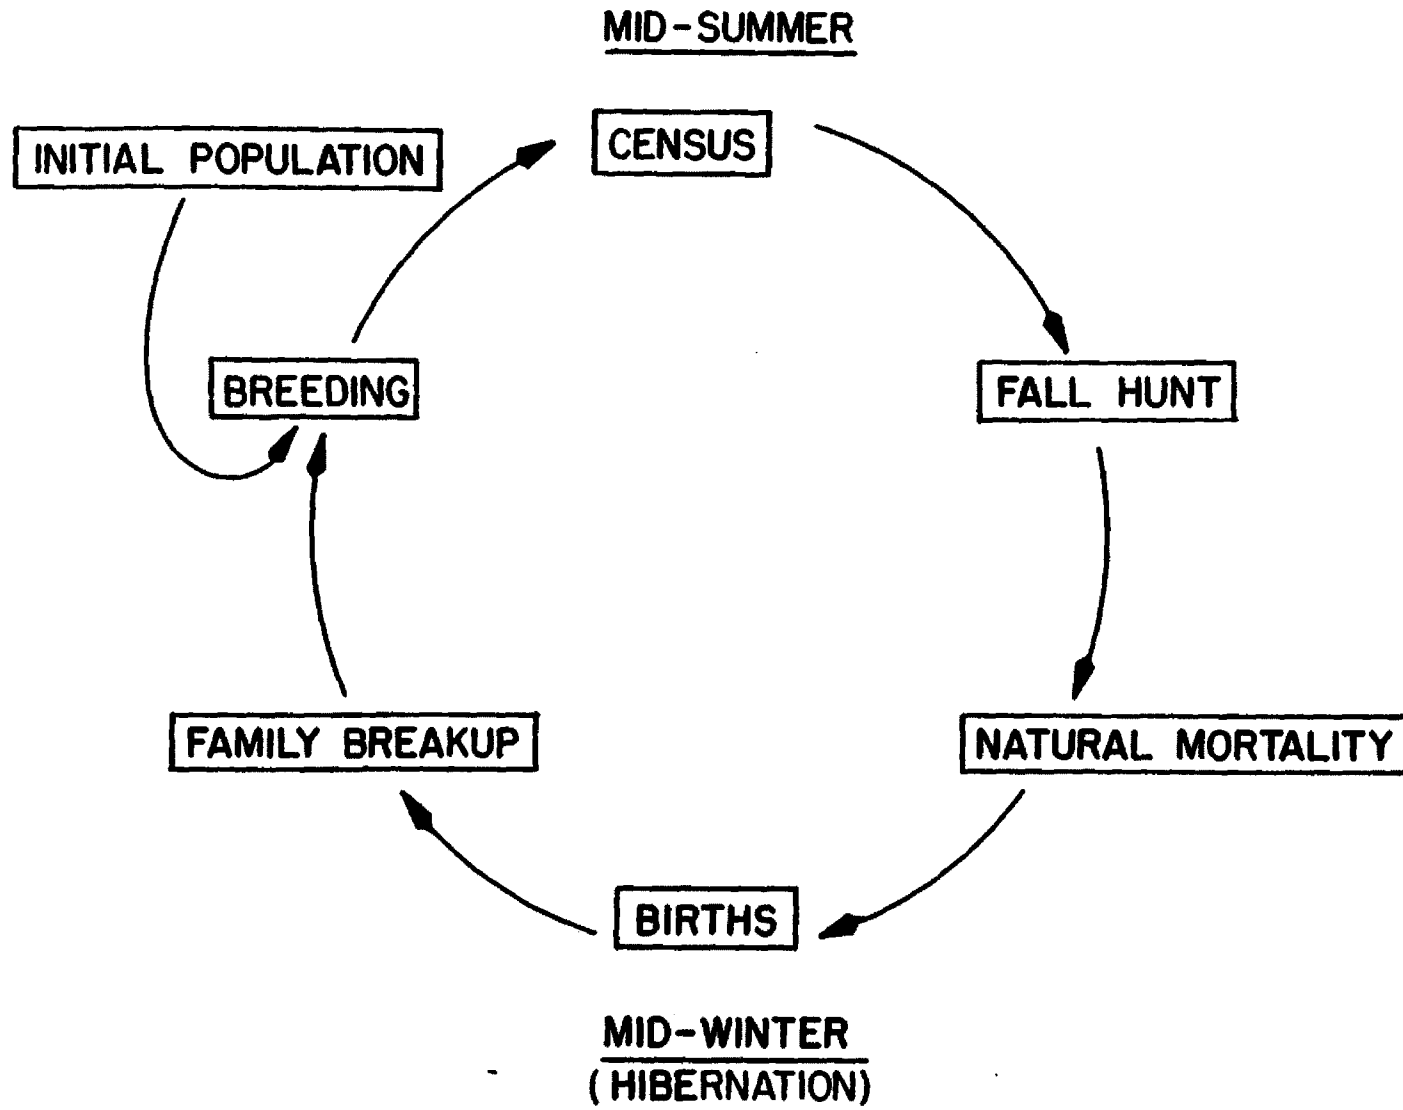 MID-SUMMER
INITIAL POPULATION
CENSUS
BREEDING
FALL HUNT
FAMILY BREAKUP
NATURAL MORTALITY
BIRTHS
MID-WINTER
(HIBERNATION)